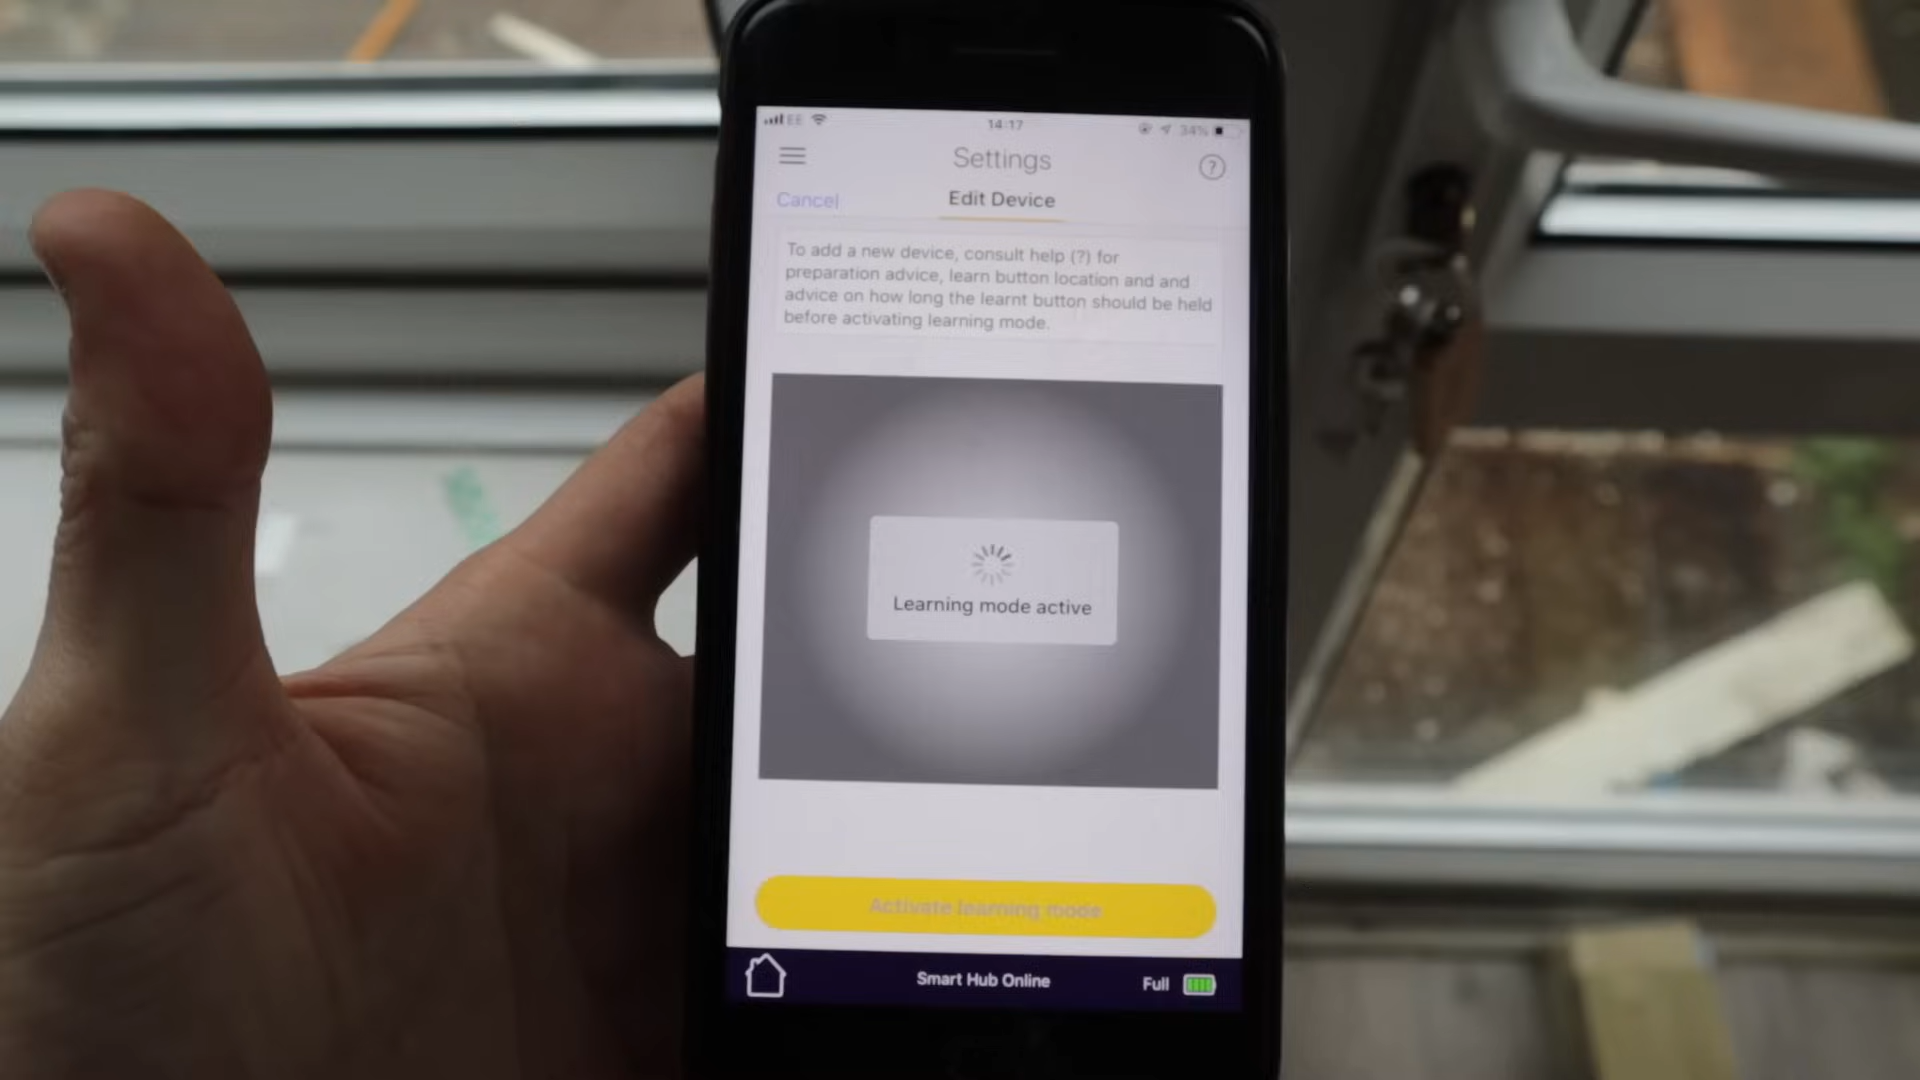 EE 14:17 34%
Settings
?
Cancel Edit Device
To add a new device, consult help (?) for
preparation advice, learn button location and and
advice on how long the learnt button should be held
before activating learning mode.
Learning mode active
Activate learning mode
Smart Hub Online Full